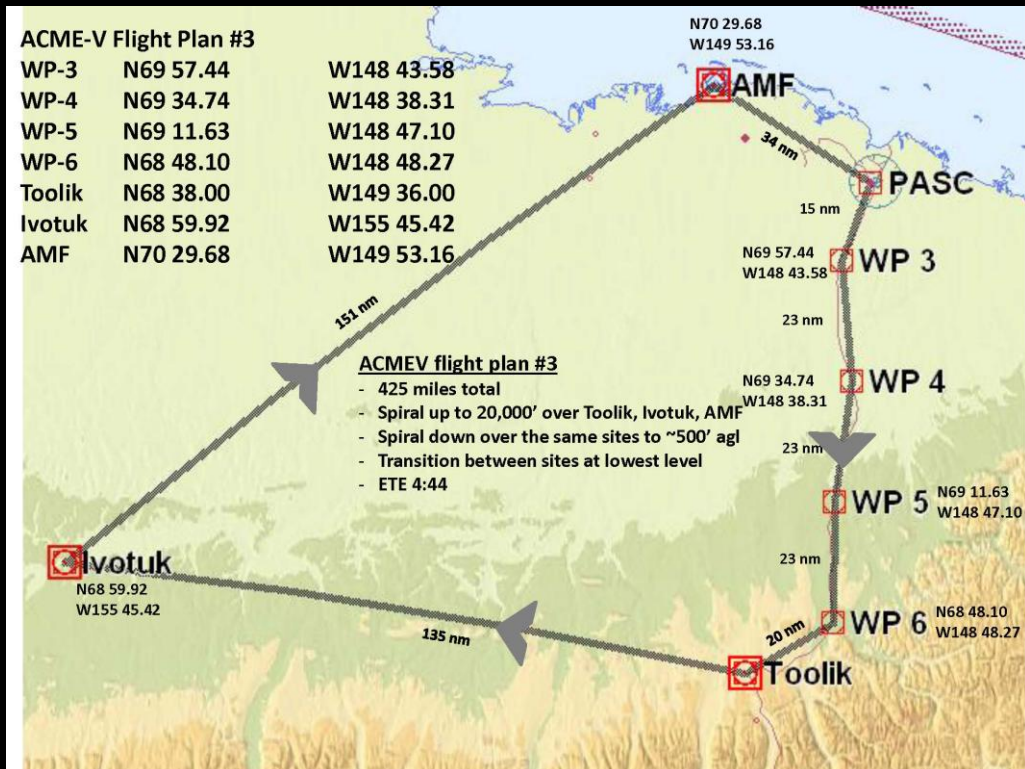 ACME-V Flight Plan #3
WP-3 N69 57.44 W148 43.58
WP-4 N69 34.74 W148 38.31
WP-5 N69 11.63 W148 47.10
WP-6 N68 48.10 W148 48.27
Toolik N68 38.00 W149 36.00
Ivotuk N68 59.92 W155 45.42
AMF N70 29.68 W149 53.16
N70 29.68
W149 53.16
AMF
34 nm
PASC
15 nm
N69 57.44
W148 43.58
WP 3
23 nm
151 nm
ACMEV flight plan #3
- 425 miles total
- Spiral up to 20,000’ over Toolik, Ivotuk, AMF
- Spiral down over the same sites to ~500’ agl
- Transition between sites at lowest level
- ETE 4:44
N69 34.74
W148 38.31
WP 4
23 nm
WP 5
N69 11.63
W148 47.10
23 nm
Ivotuk
N68 59.92
W155 45.42
135 nm
WP 6
N68 48.10
W148 48.27
20 nm
Toolik